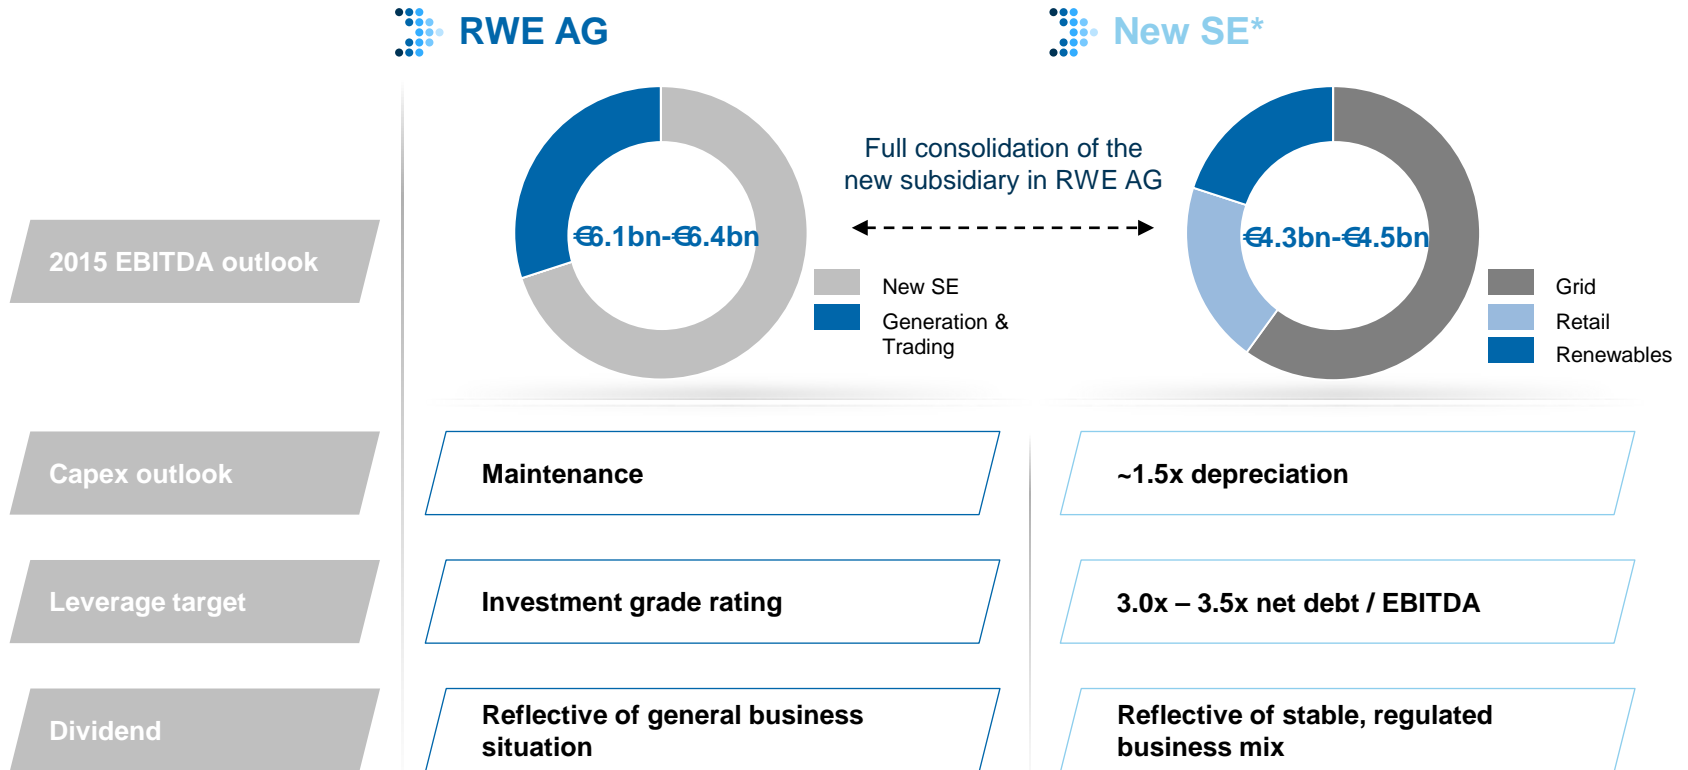 RWE AG
New SE*
Full consolidation of the
new subsidiary in RWE AG
2015 EBITDA outlook
€6.1bn-€6.4bn
New SE
Generation &
Trading
€4.3bn-€4.5bn
Grid
Retail
Renewables
Capex outlook
Maintenance
~1.5x depreciation
Leverage target
Investment grade rating
3.0x – 3.5x net debt / EBITDA
Dividend
Reflective of general business
situation
Reflective of stable, regulated
business mix